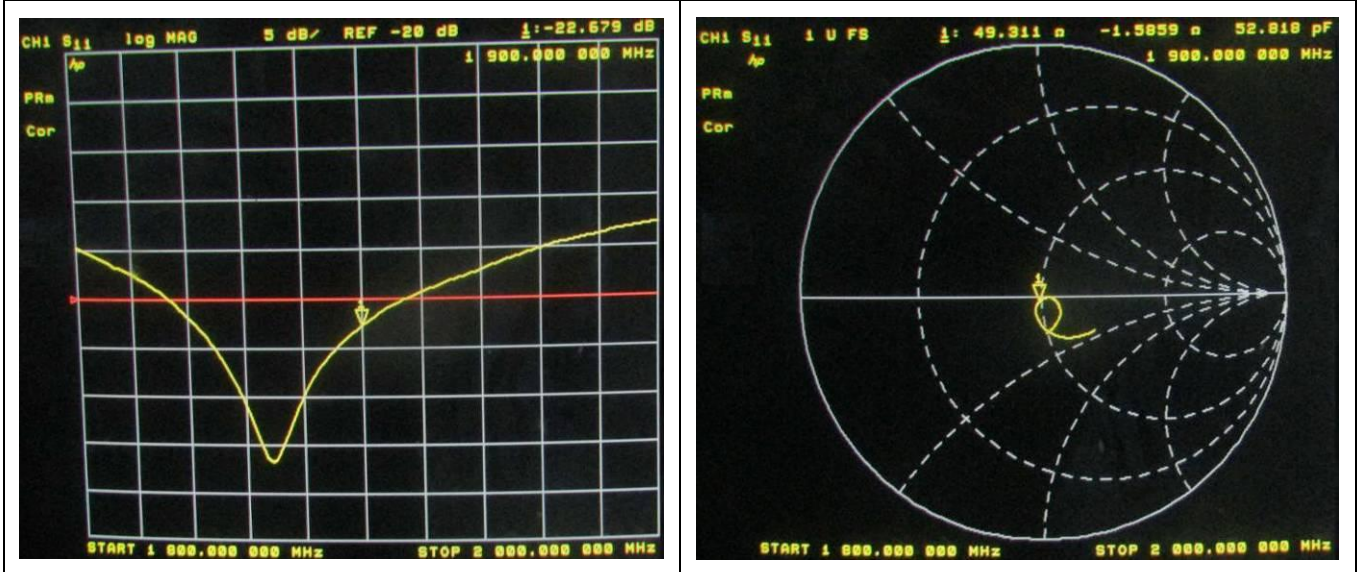 CH1 S11 log MAG 5 dB/ REF -20 dB 1:-22.679 dB
hp
1 900.000 000 MHz
PRm
Cor
START 1 800.000 000 MHz STOP 2 000.000 000 MHz
CH1 S11 1 U FS 1: 49.311 Ω -1.5859 Ω 52.818 pF
hp
1 900.000 000 MHz
PRm
Cor
START 1 800.000 000 MHz STOP 2 000.000 000 MHz